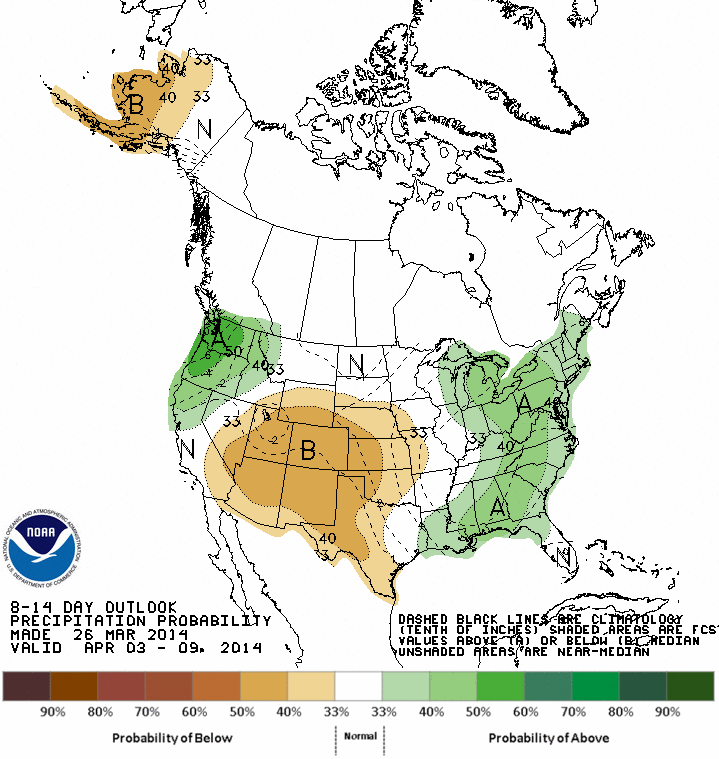 33
40
B
40
33
N
A
50
40
33
N
33
B
33
N
33
40
A
40
A
N
40
NATIONAL OCEANIC AND ATMOSPHERIC ADMINISTRATION
NOAA
U.S. DEPARTMENT OF COMMERCE
8-14 DAY OUTLOOK
PRECIPITATION PROBABILITY
MADE 26 MAR 2014
VALID APR 03 - 09, 2014
DASHED BLACK LINES ARE CLIMATOLOGY
(TENTH OF INCHES) SHADED AREAS ARE FCST
VALUES ABOVE (A) OR BELOW (B) MEDIAN
UNSHADED AREAS ARE NEAR-MEDIAN
90% 80% 70% 60% 50% 40% 33% 33% 40% 50% 60% 70% 80% 90%
Probability of Below Normal Probability of Above